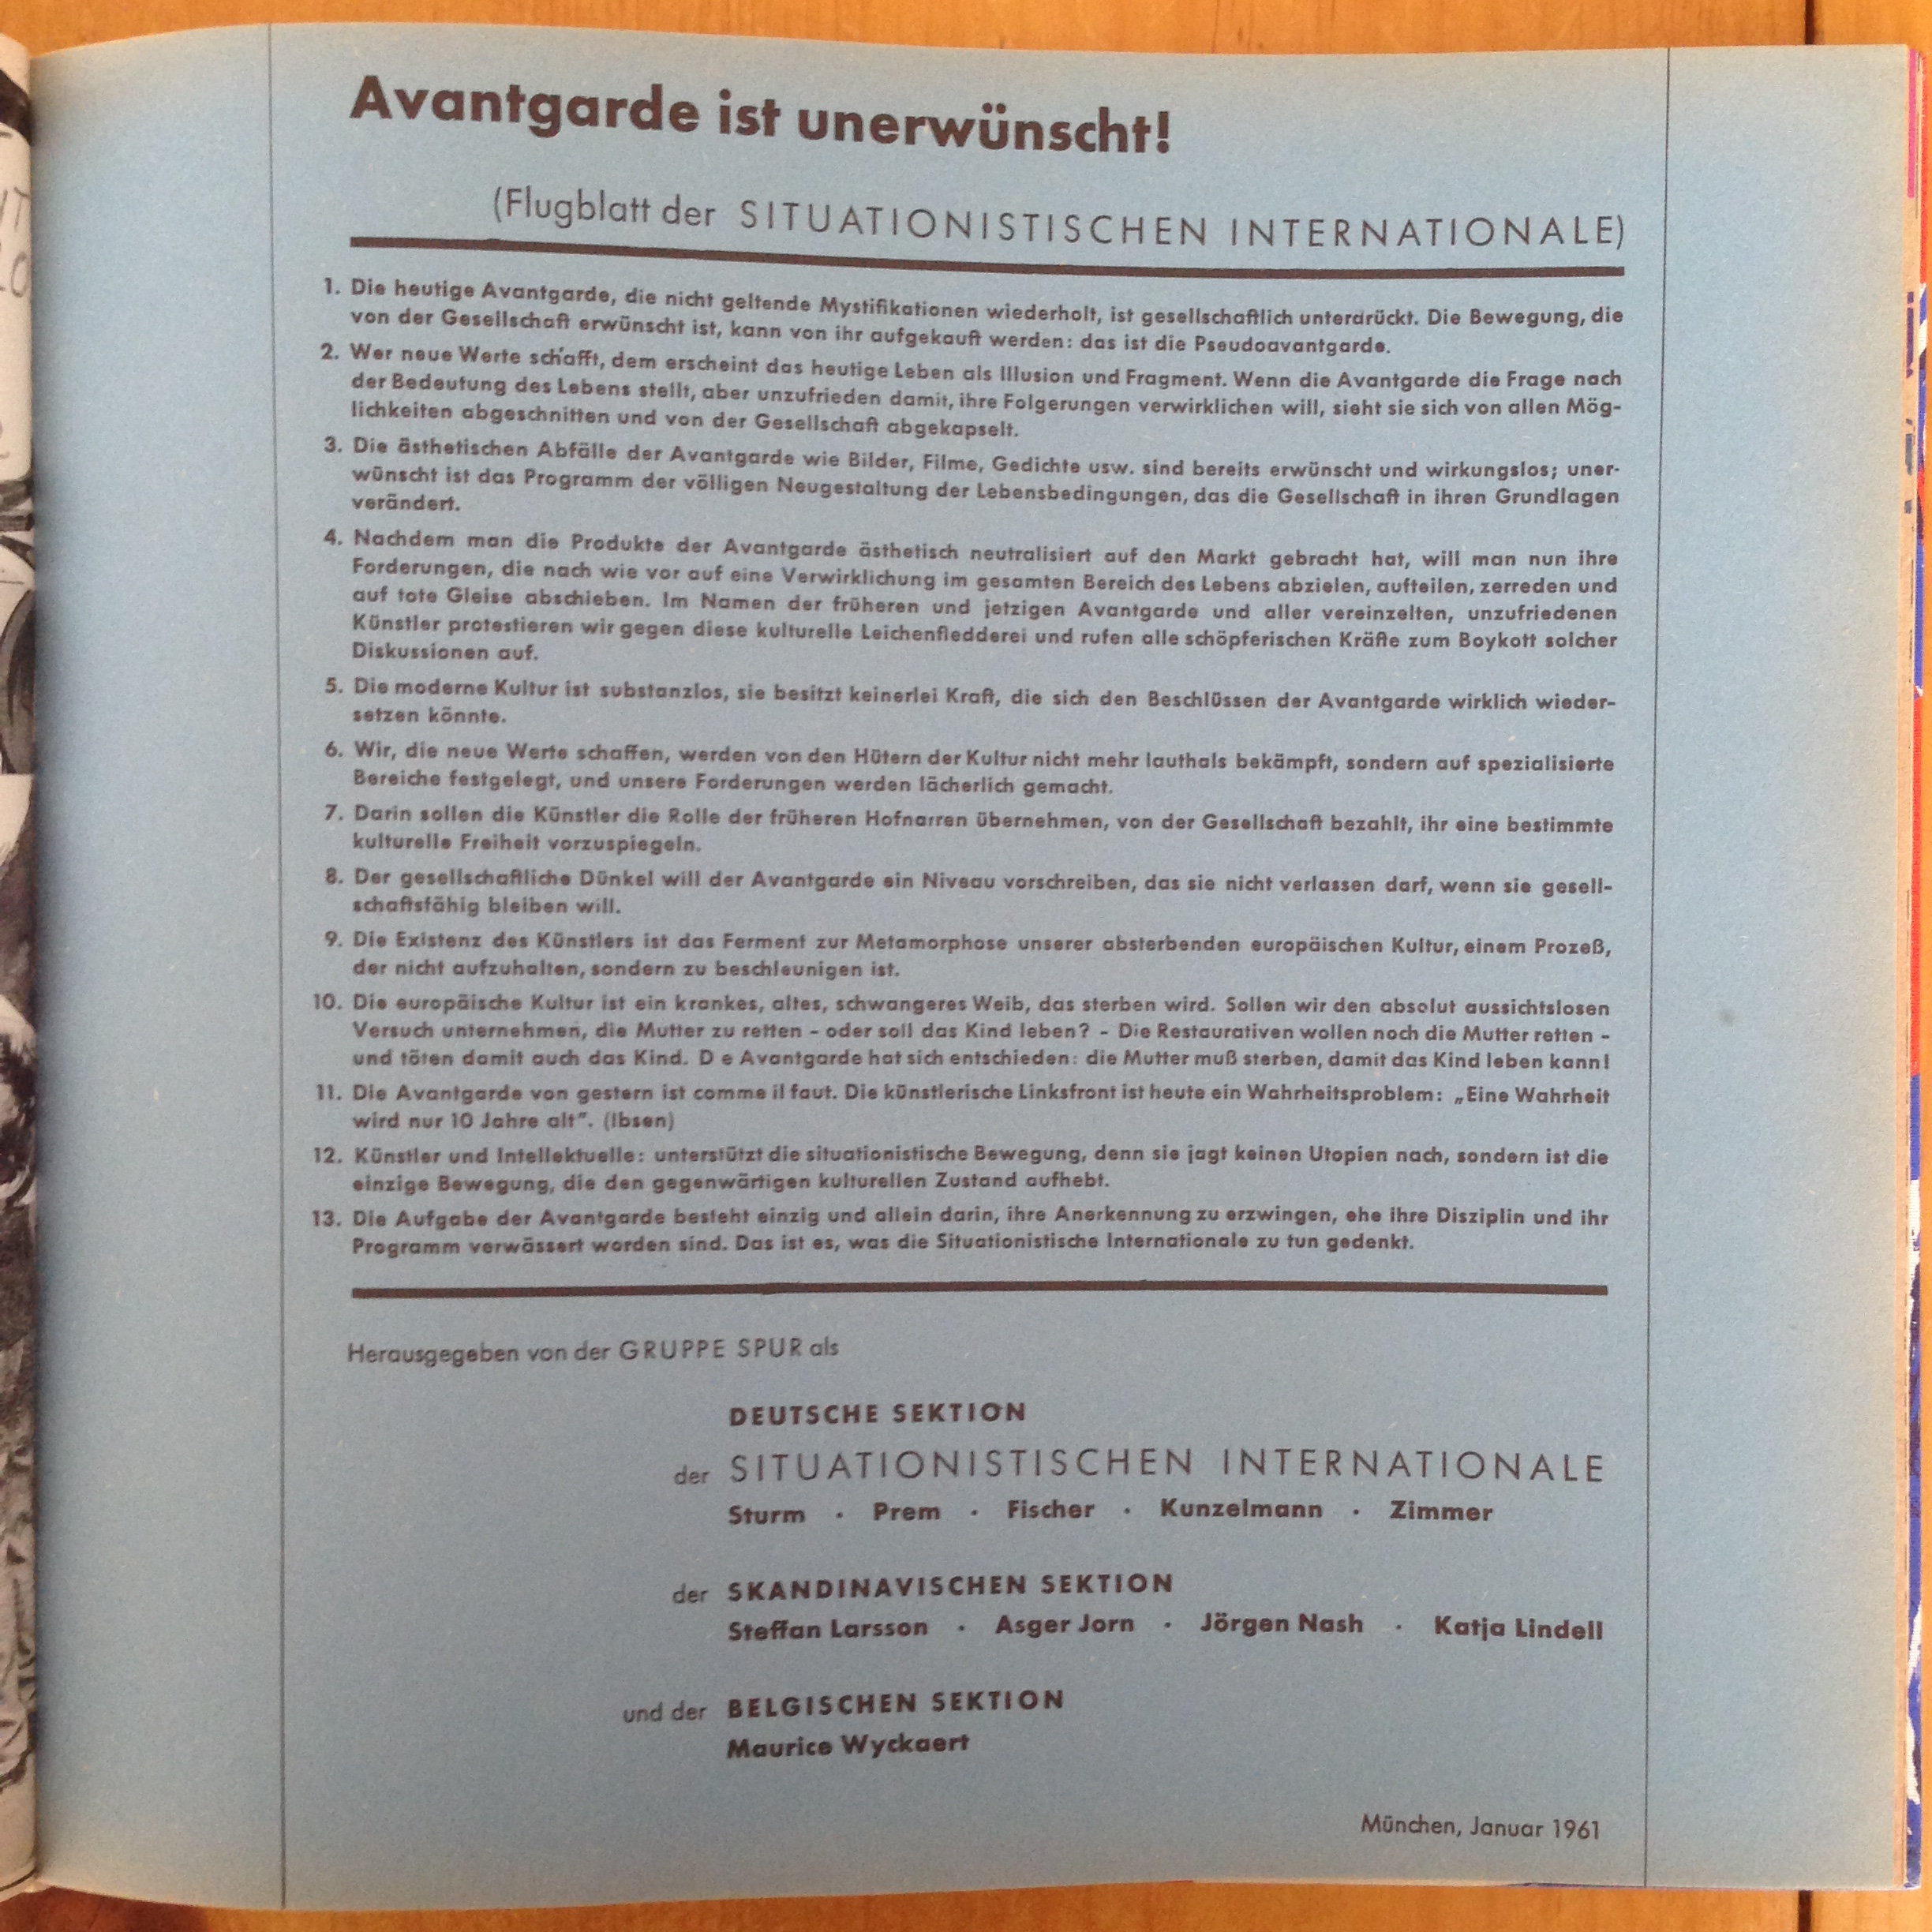 Avantgarde ist unerwünscht!
(Flugblatt der SITUATIONISTISCHEN INTERNATIONALE)
1. Die heutige Avantgarde, die nicht geltende Mystifikationen wiederholt, ist gesellschaftlich unterdrückt. Die Bewegung, die
von der Gesellschaft erwünscht ist, kann von ihr aufgekauft werden: das ist die Pseudoavantgarde.
2. Wer neue Werte schafft, dem erscheint das heutige Leben als Illusion und Fragment. Wenn die Avantgarde die Frage nach
der Bedeutung des Lebens stellt, aber unzufrieden damit, ihre Folgerungen verwirklichen will, sieht sie sich von allen Mög-
lichkeiten abgeschnitten und von der Gesellschaft abgekapselt.
3. Die ästhetischen Abfälle der Avantgarde wie Bilder, Filme, Gedichte usw. sind bereits erwünscht und wirkungslos; uner-
wünscht ist das Programm der völligen Neugestaltung der Lebensbedingungen, das die Gesellschaft in ihren Grundlagen
verändert.
4. Nachdem man die Produkte der Avantgarde ästhetisch neutralisiert auf den Markt gebracht hat, will man nun ihre
Forderungen, die nach wie vor auf eine Verwirklichung im gesamten Bereich des Lebens abzielen, aufteilen, zerreden und
auf tote Gleise abschieben. Im Namen der früheren und jetzigen Avantgarde und aller vereinzelten, unzufriedenen
Künstler protestieren wir gegen diese kulturelle Leichenfledderei und rufen alle schöpferischen Kräfte zum Boykott solcher
Diskussionen auf.
5. Die moderne Kultur ist substanzlos, sie besitzt keinerlei Kraft, die sich den Beschlüssen der Avantgarde wirklich wieder-
setzen könnte.
6. Wir, die neue Werte schaffen, werden von den Hütern der Kultur nicht mehr lauthals bekämpft, sondern auf spezialisierte
Bereiche festgelegt, und unsere Forderungen werden lächerlich gemacht.
7. Darin sollen die Künstler die Rolle der früheren Hofnarren übernehmen, von der Gesellschaft bezahlt, ihr eine bestimmte
kulturelle Freiheit vorzuspiegeln.
8. Der gesellschaftliche Dünkel will der Avantgarde ein Niveau vorschreiben, das sie nicht verlassen darf, wenn sie gesell-
schaftsfähig bleiben will.
9. Die Existenz des Künstlers ist das Ferment zur Metamorphose unserer absterbenden europäischen Kultur, einem Prozeß,
der nicht aufzuhalten, sondern zu beschleunigen ist.
10. Die europäische Kultur ist ein krankes, altes, schwangeres Weib, das sterben wird. Sollen wir den absolut aussichtslosen
Versuch unternehmen, die Mutter zu retten – oder soll das Kind leben? – Die Restaurativen wollen noch die Mutter retten –
und töten damit auch das Kind. D e Avantgarde hat sich entschieden: die Mutter muß sterben, damit das Kind leben kann!
11. Die Avantgarde von gestern ist comme il faut. Die künstlerische Linksfront ist heute ein Wahrheitsproblem: „Eine Wahrheit
wird nur 10 Jahre alt". (Ibsen)
12. Künstler und Intellektuelle: unterstützt die situationistische Bewegung, denn sie jagt keinen Utopien nach, sondern ist die
einzige Bewegung, die den gegenwärtigen kulturellen Zustand aufhebt.
13. Die Aufgabe der Avantgarde besteht einzig und allein darin, ihre Anerkennung zu erzwingen, ehe ihre Disziplin und ihr
Programm verwässert worden sind. Das ist es, was die Situationistische Internationale zu tun gedenkt.
Herausgegeben von der GRUPPE SPUR als
DEUTSCHE SEKTION
der SITUATIONISTISCHEN INTERNATIONALE
Sturm · Prem · Fischer · Kunzelmann · Zimmer
der SKANDINAVISCHEN SEKTION
Steffan Larsson · Asger Jorn · Jörgen Nash · Katja Lindell
und der BELGISCHEN SEKTION
Maurice Wyckaert
München, Januar 1961